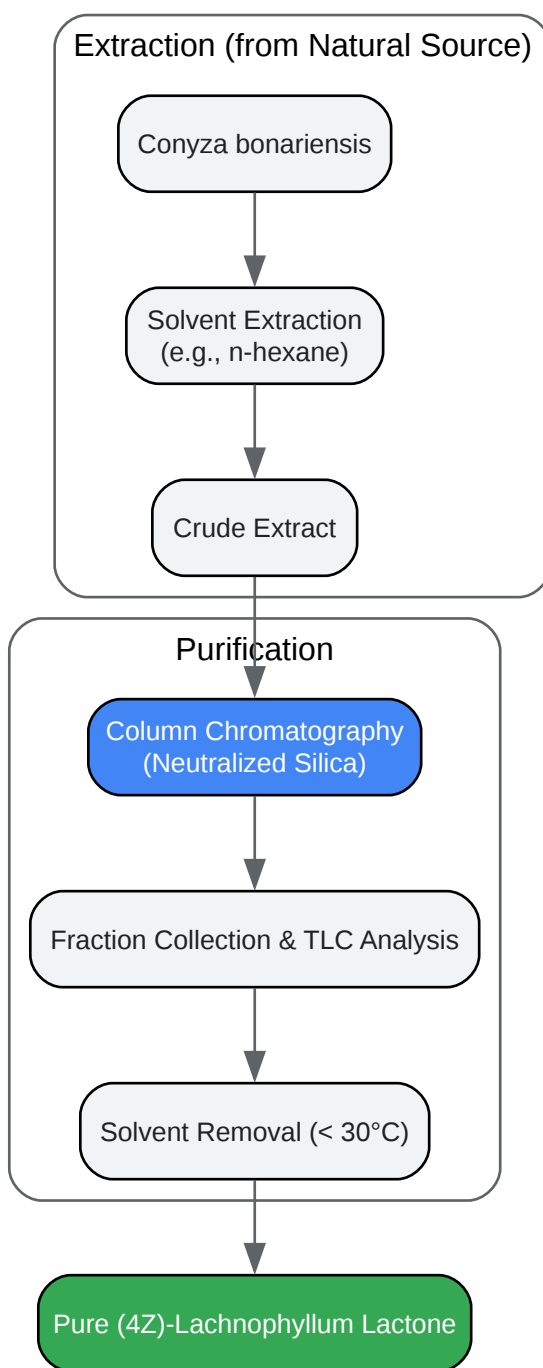 Extraction (from Natural Source)
Conyza bonariensis
Solvent Extraction
(e.g., n-hexane)
Crude Extract
Purification
Column Chromatography
(Neutralized Silica)
Fraction Collection & TLC Analysis
Solvent Removal (< 30°C)
Pure (4Z)-Lachnophyllum Lactone